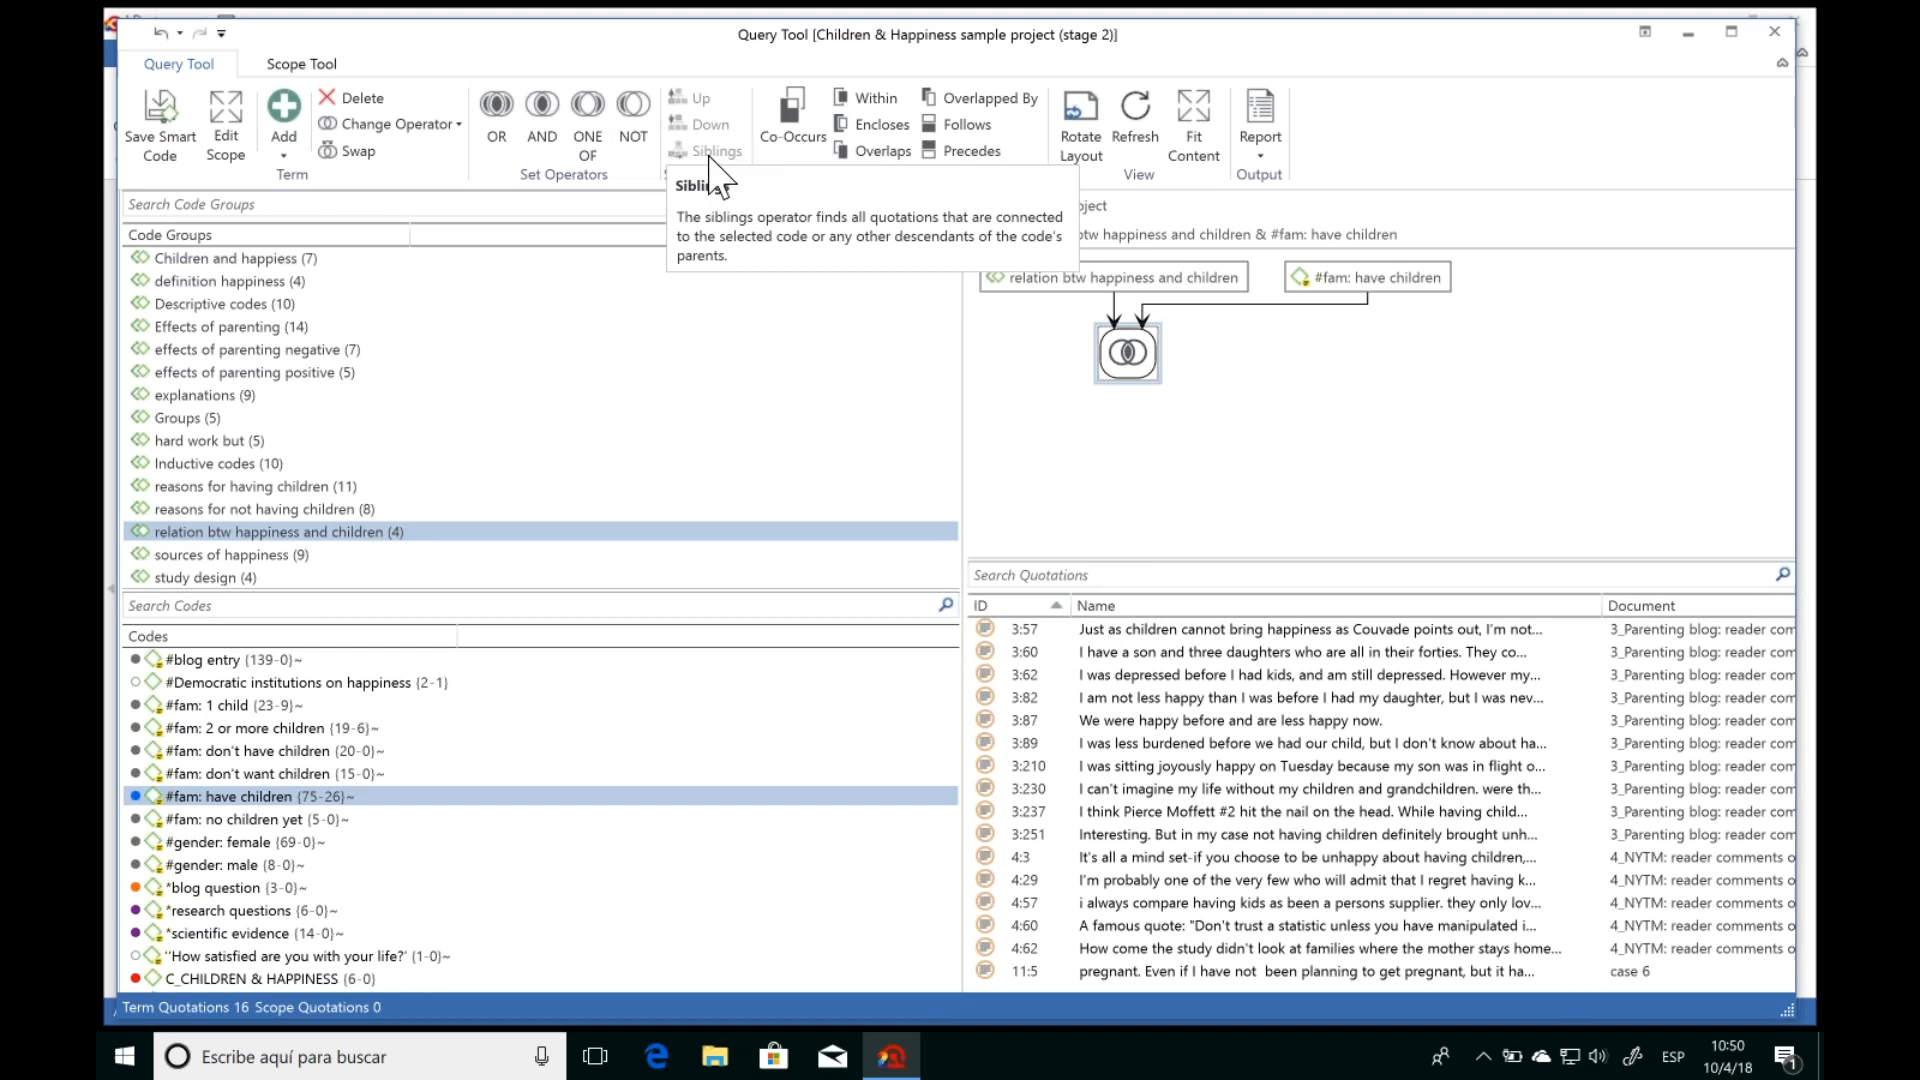 Query Tool [Children & Happiness sample project (stage 2)]
Query Tool
Scope Tool
Save Smart Code
Edit Scope
Add
Delete
Change Operator
Swap
Term
OR
AND
ONE OF
NOT
Set Operators
Up
Down
Siblings
Co-Occurs
Within
Encloses
Overlaps
Overlapped By
Follows
Precedes
Rotate Layout
Refresh
Fit Content
View
Report
Output
Siblings
The siblings operator finds all quotations that are connected
to the selected code or any other descendants of the code's
parents.
Search Code Groups
Code Groups
Children and happiess (7)
definition happiness (4)
Descriptive codes (10)
Effects of parenting (14)
effects of parenting negative (7)
effects of parenting positive (5)
explanations (9)
Groups (5)
hard work but (5)
Inductive codes (10)
reasons for having children (11)
reasons for not having children (8)
relation btw happiness and children (4)
sources of happiness (9)
study design (4)
btw happiness and children & #fam: have children
relation btw happiness and children
#fam: have children
Search Codes
Codes
#blog entry {139-0}~
#Democratic institutions on happiness {2-1}
#fam: 1 child {23-9}~
#fam: 2 or more children {19-6}~
#fam: don't have children {20-0}~
#fam: don't want children {15-0}~
#fam: have children {75-26}~
#fam: no children yet {5-0}~
#gender: female {69-0}~
#gender: male {8-0}~
*blog question {3-0}~
*research questions {6-0}~
*scientific evidence {14-0}~
''How satisfied are you with your life?' {1-0}~
C_CHILDREN & HAPPINESS {6-0}
Search Quotations
ID Name Document
3:57 Just as children cannot bring happiness as Couvade points out, I'm not... 3_Parenting blog: reader com
3:60 I have a son and three daughters who are all in their forties. They co... 3_Parenting blog: reader com
3:62 I was depressed before I had kids, and am still depressed. However my... 3_Parenting blog: reader com
3:82 I am not less happy than I was before I had my daughter, but I was nev... 3_Parenting blog: reader com
3:87 We were happy before and are less happy now. 3_Parenting blog: reader com
3:89 I was less burdened before we had our child, but I don't know about ha... 3_Parenting blog: reader com
3:210 I was sitting joyously happy on Tuesday because my son was in flight o... 3_Parenting blog: reader com
3:230 I can't imagine my life without my children and grandchildren. were th... 3_Parenting blog: reader com
3:237 I think Pierce Moffett #2 hit the nail on the head. While having child... 3_Parenting blog: reader com
3:251 Interesting. But in my case not having children definitely brought unh... 3_Parenting blog: reader com
4:3 It's all a mind set-if you choose to be unhappy about having children,... 4_NYTM: reader comments o
4:29 I'm probably one of the very few who will admit that I regret having k... 4_NYTM: reader comments o
4:57 i always compare having kids as been a persons supplier. they only lov... 4_NYTM: reader comments o
4:60 A famous quote: "Don't trust a statistic unless you have manipulated i... 4_NYTM: reader comments o
4:62 How come the study didn't look at families where the mother stays home... 4_NYTM: reader comments o
11:5 pregnant. Even if I have not been planning to get pregnant, but it ha... case 6
Term Quotations 16 Scope Quotations 0
Escribe aquí para buscar
ESP
10:50
10/4/18
1